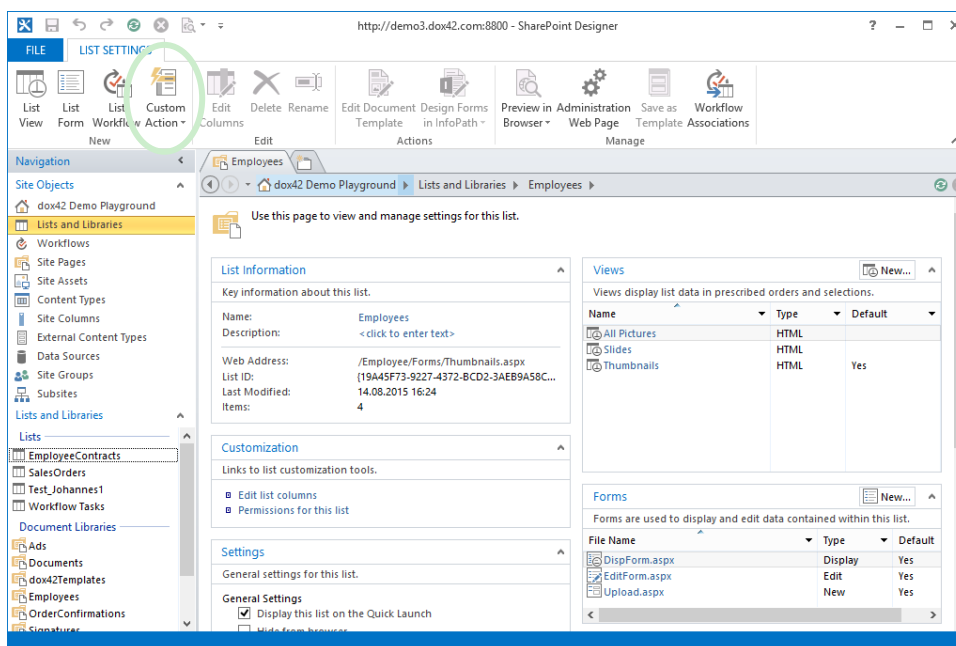 http://demo3.dox42.com:8800 - SharePoint Designer
FILE LIST SETTINGS
List View
List Form
List Workflow
Custom Action
Edit Columns
Delete
Rename
Edit Document Template
Design Forms in InfoPath
Preview in Browser
Administration Web Page
Save as Template
Workflow Associations
New Edit Actions Manage
Navigation
Site Objects
dox42 Demo Playground
Lists and Libraries
Workflows
Site Pages
Site Assets
Content Types
Site Columns
External Content Types
Data Sources
Site Groups
Subsites
Lists and Libraries
Lists
EmployeeContracts
SalesOrders
Test_Johannes1
Workflow Tasks
Document Libraries
Ads
Documents
dox42Templates
Employees
OrderConfirmations
Signatures
Employees
dox42 Demo Playground Lists and Libraries Employees
Use this page to view and manage settings for this list.
List Information
Key information about this list.
Name: Employees
Description: <click to enter text>
Web Address: /Employee/Forms/Thumbnails.aspx
List ID: {19A45F73-9227-4372-BCD2-3AEB9A58C...
Last Modified: 14.08.2015 16:24
Items: 4
Customization
Links to list customization tools.
Edit list columns
Permissions for this list
Settings
General settings for this list.
General Settings
Display this list on the Quick Launch
Hide from browser
Views New...
Views display list data in prescribed orders and selections.
Name Type Default
All Pictures HTML
Slides HTML
Thumbnails HTML Yes
Forms New...
Forms are used to display and edit data contained within this list.
File Name Type Default
DispForm.aspx Display Yes
EditForm.aspx Edit Yes
Upload.aspx New Yes